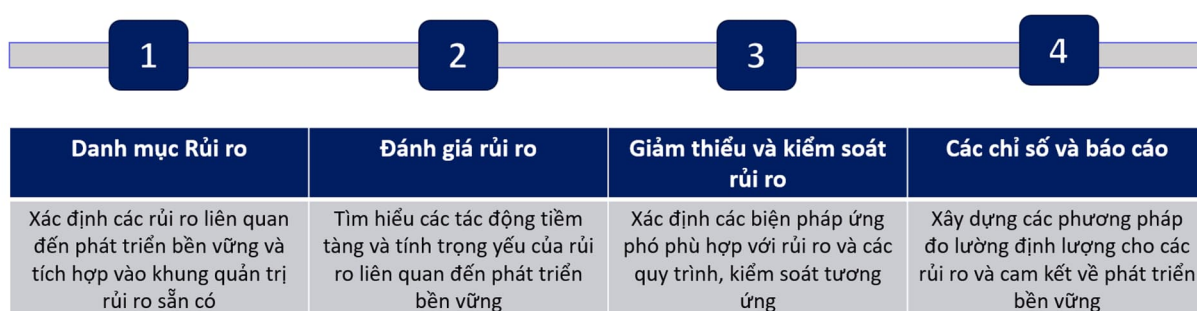 1
2
3
4
Danh mục Rủi ro
Đánh giá rủi ro
Giảm thiểu và kiểm soát
rủi ro
Các chỉ số và báo cáo
Xác định các rủi ro liên quan
đến phát triển bền vững và
tích hợp vào khung quản trị
rủi ro sẵn có
Tìm hiểu các tác động tiềm
tàng và tính trọng yếu của rủi
ro liên quan đến phát triển
bền vững
Xác định các biện pháp ứng
phó phù hợp với rủi ro và các
quy trình, kiểm soát tương
ứng
Xây dựng các phương pháp
đo lường định lượng cho các
rủi ro và cam kết về phát triển
bền vững